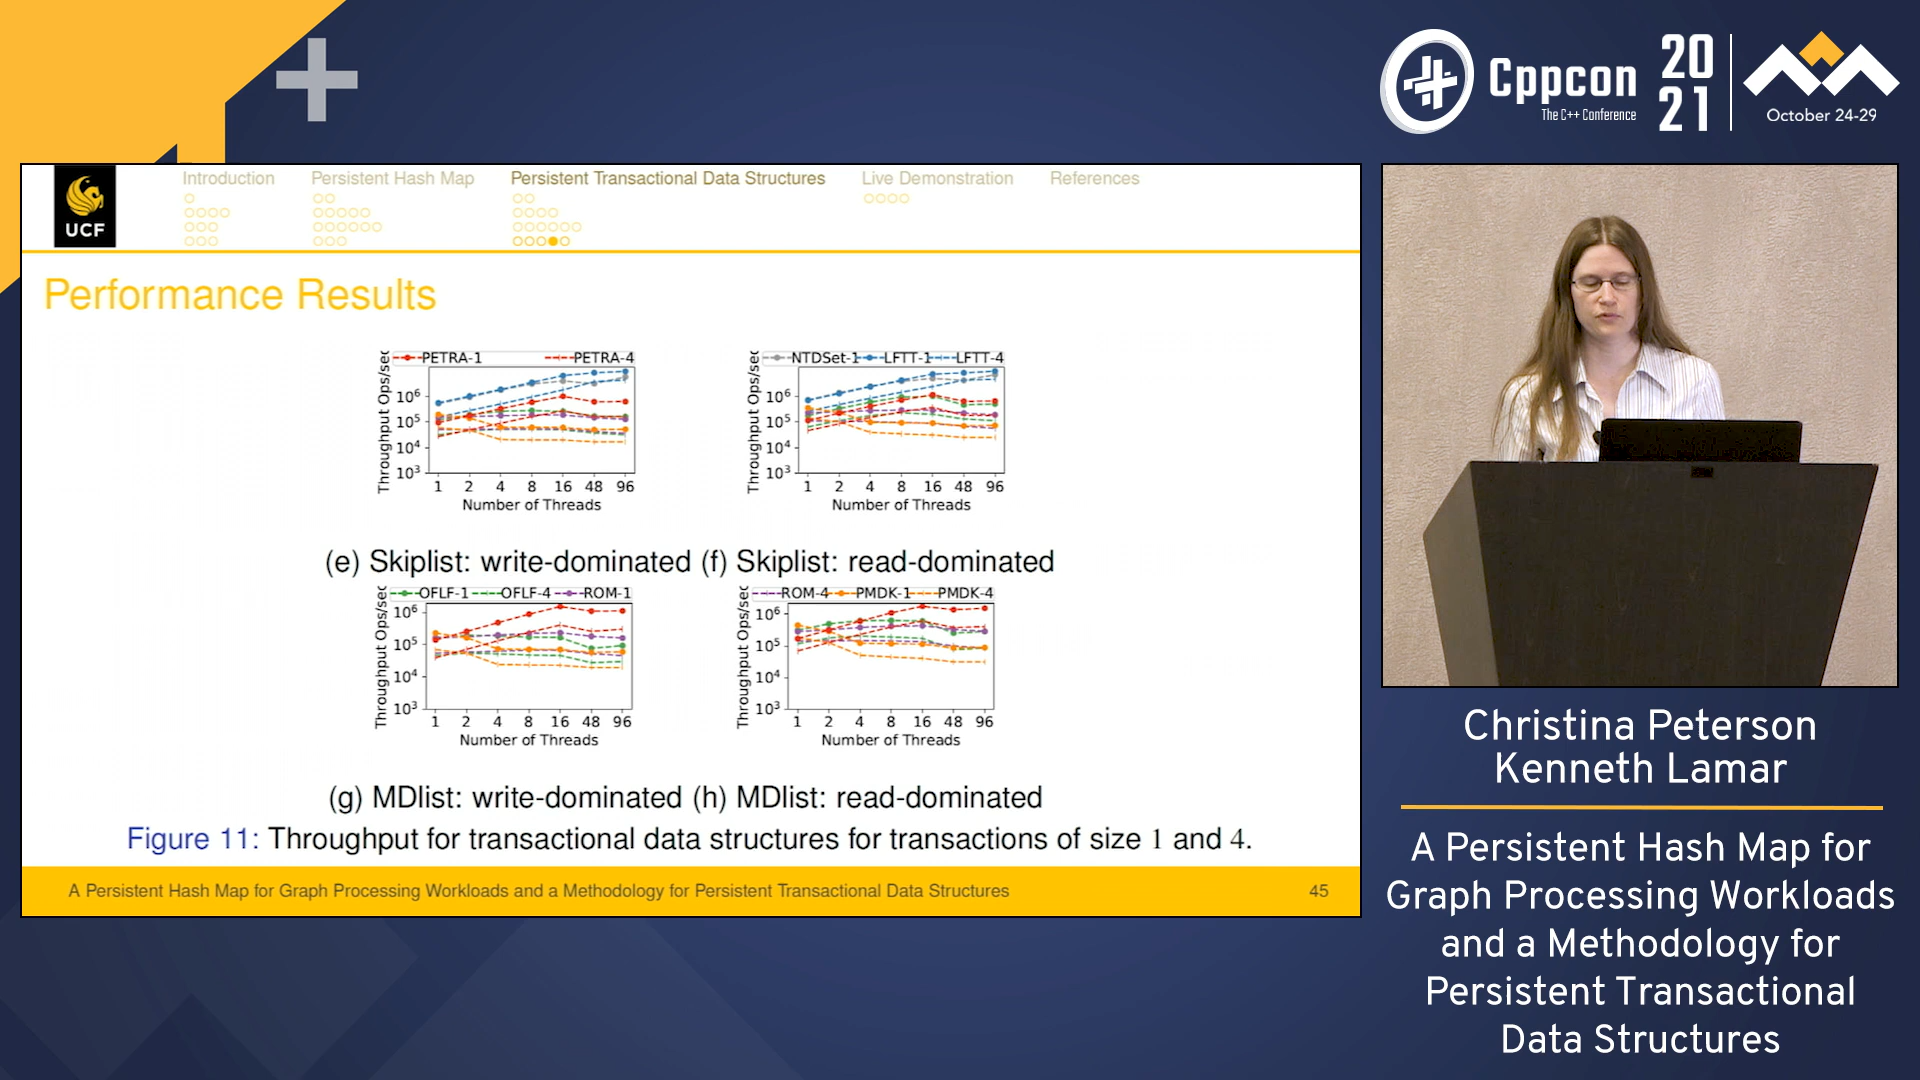 Cppcon
The C++ Conference
20
21
October 24-29
UCF
Introduction
Persistent Hash Map
Persistent Transactional Data Structures
Live Demonstration
References
Performance Results
Throughput Ops/sec
PETRA-1
PETRA-4
10⁶
10⁵
10⁴
10³
1 2 4 8 16 48 96
Number of Threads
Throughput Ops/sec
NTDSet-1
LFTT-1
LFTT-4
10⁶
10⁵
10⁴
10³
1 2 4 8 16 48 96
Number of Threads
(e) Skiplist: write-dominated (f) Skiplist: read-dominated
Throughput Ops/sec
OFLF-1
OFLF-4
ROM-1
10⁶
10⁵
10⁴
10³
1 2 4 8 16 48 96
Number of Threads
Throughput Ops/sec
ROM-4
PMDK-1
PMDK-4
10⁶
10⁵
10⁴
10³
1 2 4 8 16 48 96
Number of Threads
(g) MDlist: write-dominated (h) MDlist: read-dominated
Figure 11: Throughput for transactional data structures for transactions of size 1 and 4.
A Persistent Hash Map for Graph Processing Workloads and a Methodology for Persistent Transactional Data Structures
45
Christina Peterson
Kenneth Lamar
A Persistent Hash Map for
Graph Processing Workloads
and a Methodology for
Persistent Transactional
Data Structures